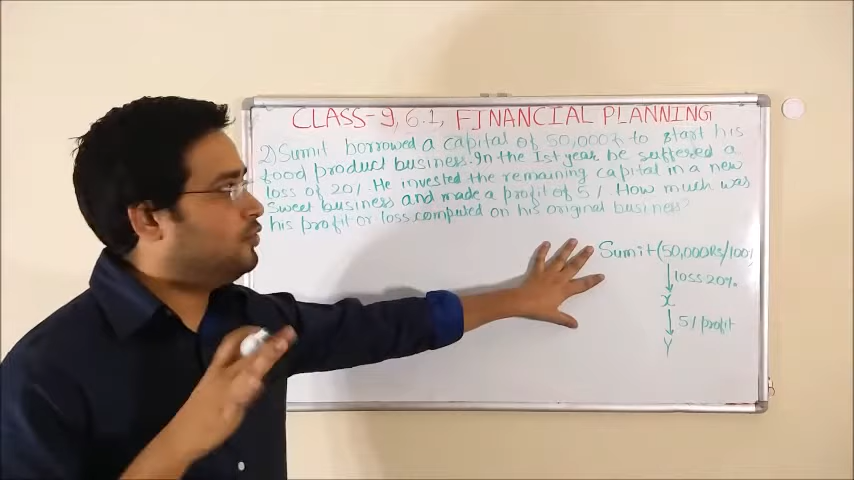 CLASS-9, 6.1, FINANCIAL PLANNING
2) Sumit borrowed a capital of 50,000₹ to start his
food product business. In the Ist year he suffered a
loss of 20%. He invested the remaining capital in a new
sweet business and made a profit of 5%. How much was
his profit or loss computed on his original business?
Sumit (50,000Rs/100%
loss 20%
x
5% profit
Y